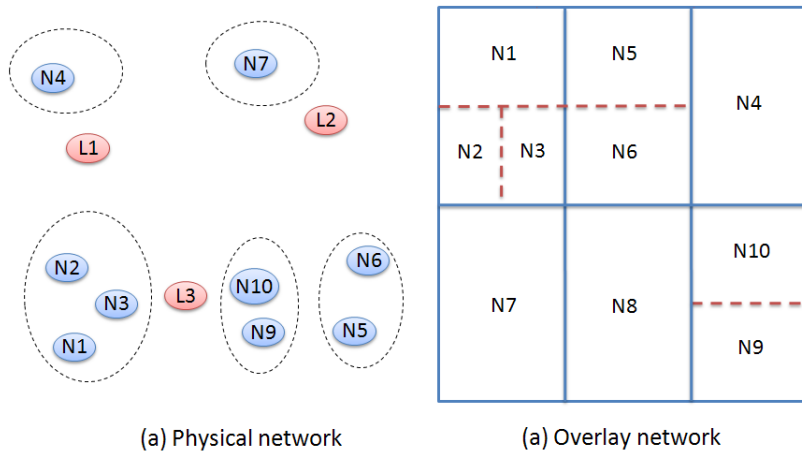 N4
N7
L1
L2
N2
N3
N1
L3
N10
N9
N6
N5
(a) Physical network
N1
N5
N4
N2
N3
N6
N7
N8
N10
N9
(a) Overlay network